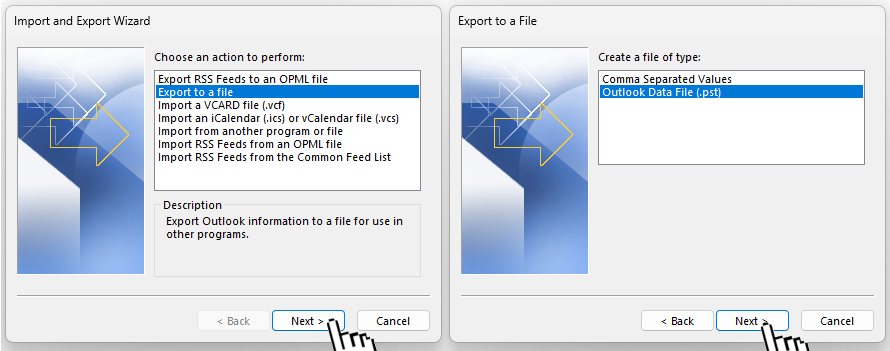 Import and Export Wizard
Choose an action to perform:
Export RSS Feeds to an OPML file
Export to a file
Import a VCARD file (.vcf)
Import an iCalendar (.ics) or vCalendar file (.vcs)
Import from another program or file
Import RSS Feeds from an OPML file
Import RSS Feeds from the Common Feed List
Description
Export Outlook information to a file for use in
other programs.
< Back
Next >
Cancel
Export to a File
Create a file of type:
Comma Separated Values
Outlook Data File (.pst)
< Back
Next >
Cancel